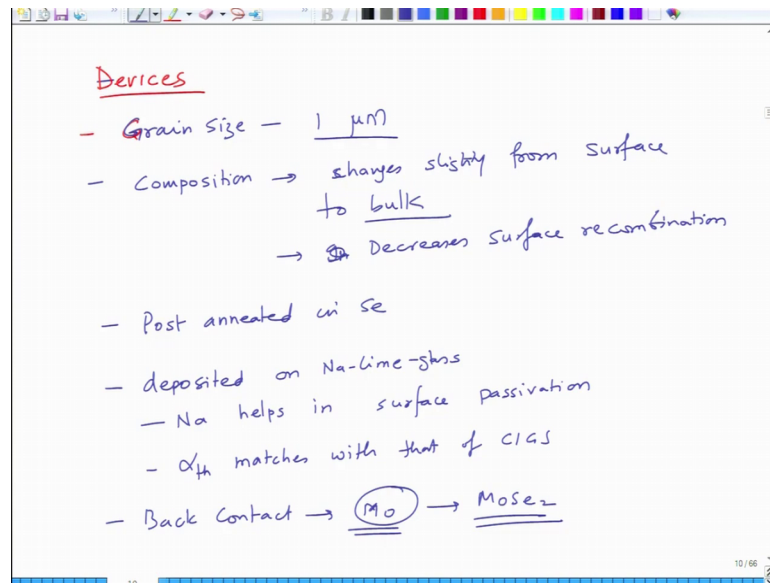 Devices
- Grain size - 1 μm
- Composition → changes slightly from surface
to bulk
→ Decreases surface recombination
- Post annealed in Se
- deposited on Na-lime-glass
- Na helps in surface passivation
- αth matches with that of CIGS
- Back Contact → Mo → MoSe2
10 / 66